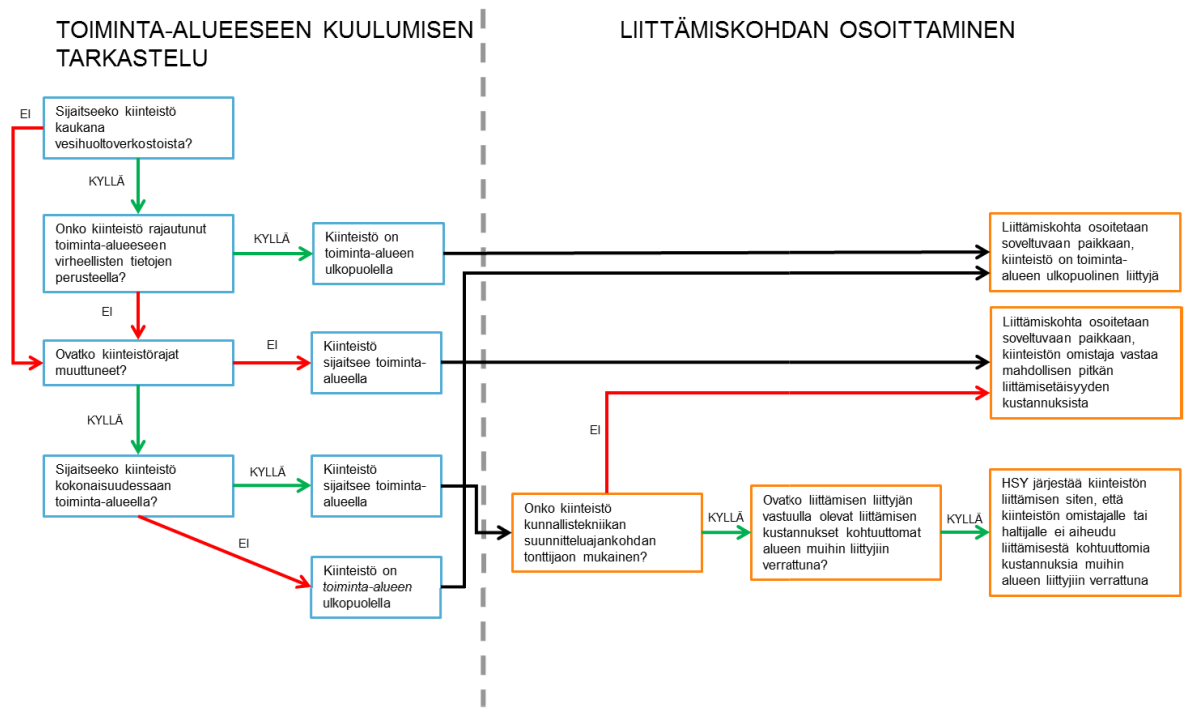 TOIMINTA-ALUEESEEN KUULUMISEN
TARKASTELU
LIITTÄMISKOHDAN OSOITTAMINEN
EI
Sijaitseeko kiinteistö
kaukana
vesihuoltoverkostoista?
KYLLÄ
Onko kiinteistö rajautunut
toiminta-alueeseen
virheellisten tietojen
perusteella?
KYLLÄ
Kiinteistö on
toiminta-alueen
ulkopuolella
Liittämiskohta osoitetaan
soveltuvaan paikkaan,
kiinteistö on toiminta-
alueen ulkopuolinen liittyjä
EI
Ovatko kiinteistörajat
muuttuneet?
EI
Kiinteistö
sijaitsee toiminta-
alueella
Liittämiskohta osoitetaan
soveltuvaan paikkaan,
kiinteistön omistaja vastaa
mahdollisen pitkän
liittämisetäisyyden
kustannuksista
KYLLÄ
EI
Sijaitseeko kiinteistö
kokonaisuudessaan
toiminta-alueella?
KYLLÄ
Kiinteistö
sijaitsee toiminta-
alueella
Onko kiinteistö
kunnallistekniikan
suunnitteluajankohdan
tonttijaon mukainen?
KYLLÄ
Ovatko liittämisen liittyjän
vastuulla olevat liittämisen
kustannukset kohtuuttomat
alueen muihin liittyjiin
verrattuna?
KYLLÄ
HSY järjestää kiinteistön
liittämisen siten, että
kiinteistön omistajalle tai
haltijalle ei aiheudu
liittämisestä kohtuuttomia
kustannuksia muihin
alueen liittyjiin verrattuna
EI
Kiinteistö on
toiminta-alueen
ulkopuolella